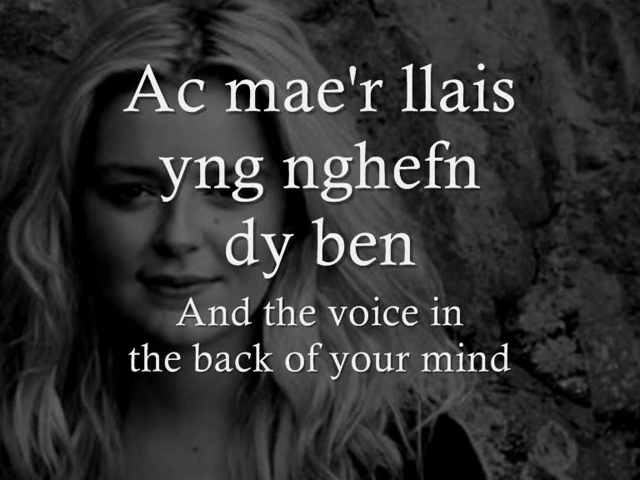 Ac mae'r llais
yng nghefn
dy ben
And the voice in
the back of your mind